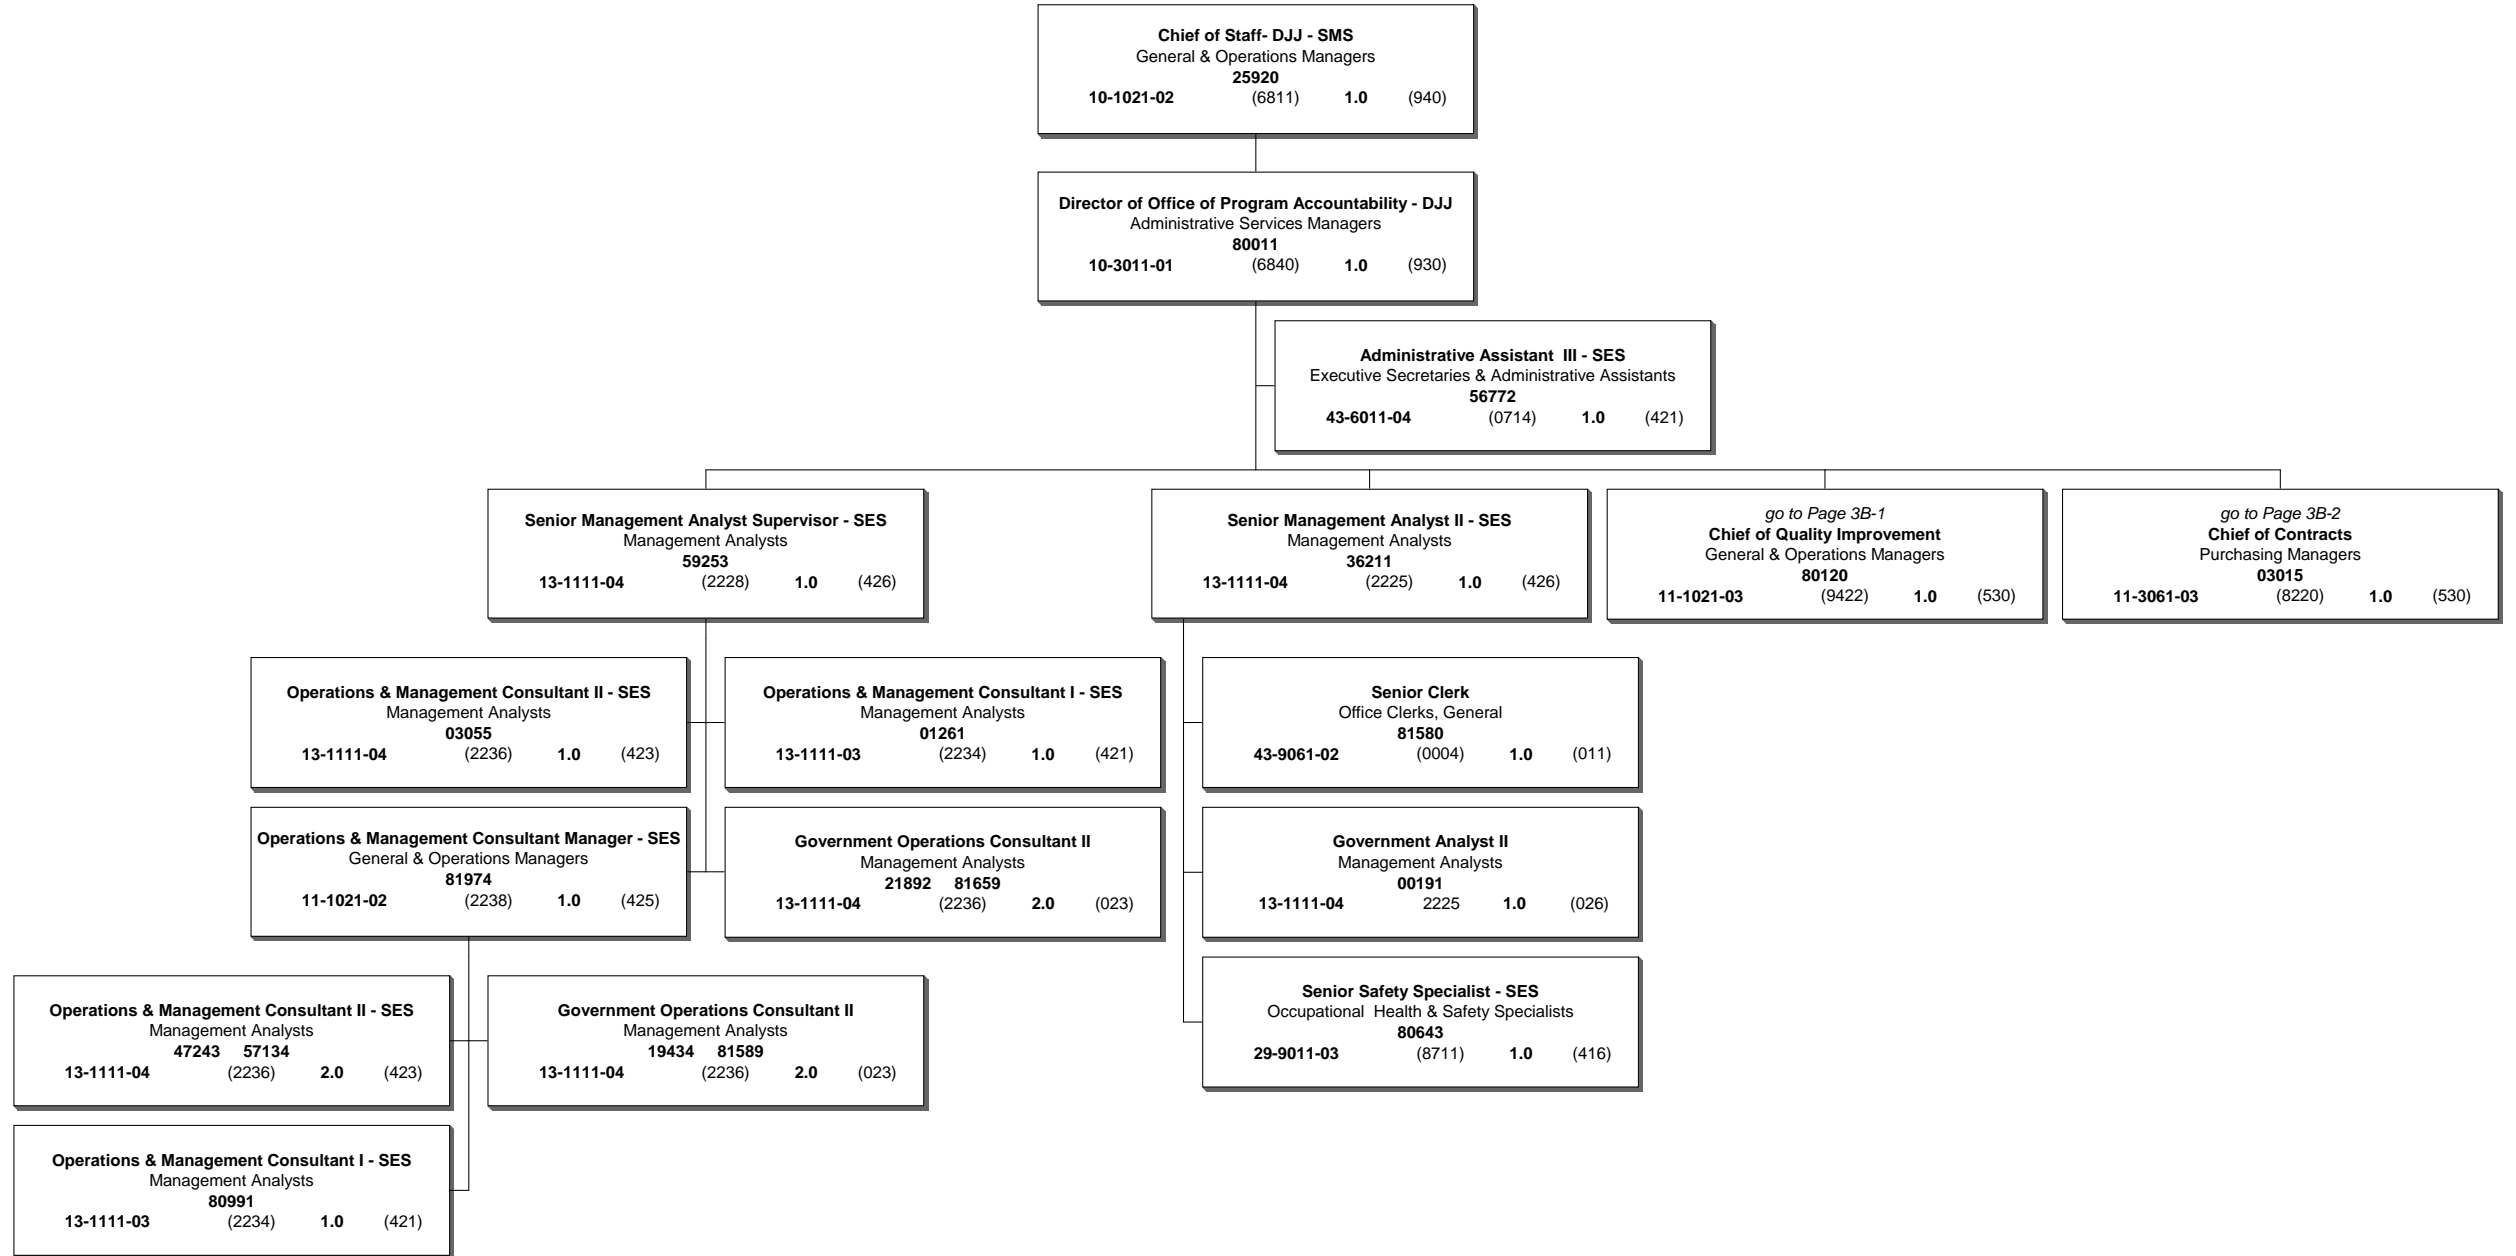 Chief of Staff- DJJ - SMS
General & Operations Managers
25920
10-1021-02 (6811) 1.0 (940)
Director of Office of Program Accountability - DJJ
Administrative Services Managers
80011
10-3011-01 (6840) 1.0 (930)
Administrative Assistant III - SES
Executive Secretaries & Administrative Assistants
56772
43-6011-04 (0714) 1.0 (421)
Senior Management Analyst Supervisor - SES
Management Analysts
59253
13-1111-04 (2228) 1.0 (426)
Senior Management Analyst II - SES
Management Analysts
36211
13-1111-04 (2225) 1.0 (426)
go to Page 3B-1
Chief of Quality Improvement
General & Operations Managers
80120
11-1021-03 (9422) 1.0 (530)
go to Page 3B-2
Chief of Contracts
Purchasing Managers
03015
11-3061-03 (8220) 1.0 (530)
Operations & Management Consultant II - SES
Management Analysts
03055
13-1111-04 (2236) 1.0 (423)
Operations & Management Consultant I - SES
Management Analysts
01261
13-1111-03 (2234) 1.0 (421)
Senior Clerk
Office Clerks, General
81580
43-9061-02 (0004) 1.0 (011)
Operations & Management Consultant Manager - SES
General & Operations Managers
81974
11-1021-02 (2238) 1.0 (425)
Government Operations Consultant II
Management Analysts
21892 81659
13-1111-04 (2236) 2.0 (023)
Government Analyst II
Management Analysts
00191
13-1111-04 2225 1.0 (026)
Operations & Management Consultant II - SES
Management Analysts
47243 57134
13-1111-04 (2236) 2.0 (423)
Government Operations Consultant II
Management Analysts
19434 81589
13-1111-04 (2236) 2.0 (023)
Senior Safety Specialist - SES
Occupational Health & Safety Specialists
80643
29-9011-03 (8711) 1.0 (416)
Operations & Management Consultant I - SES
Management Analysts
80991
13-1111-03 (2234) 1.0 (421)